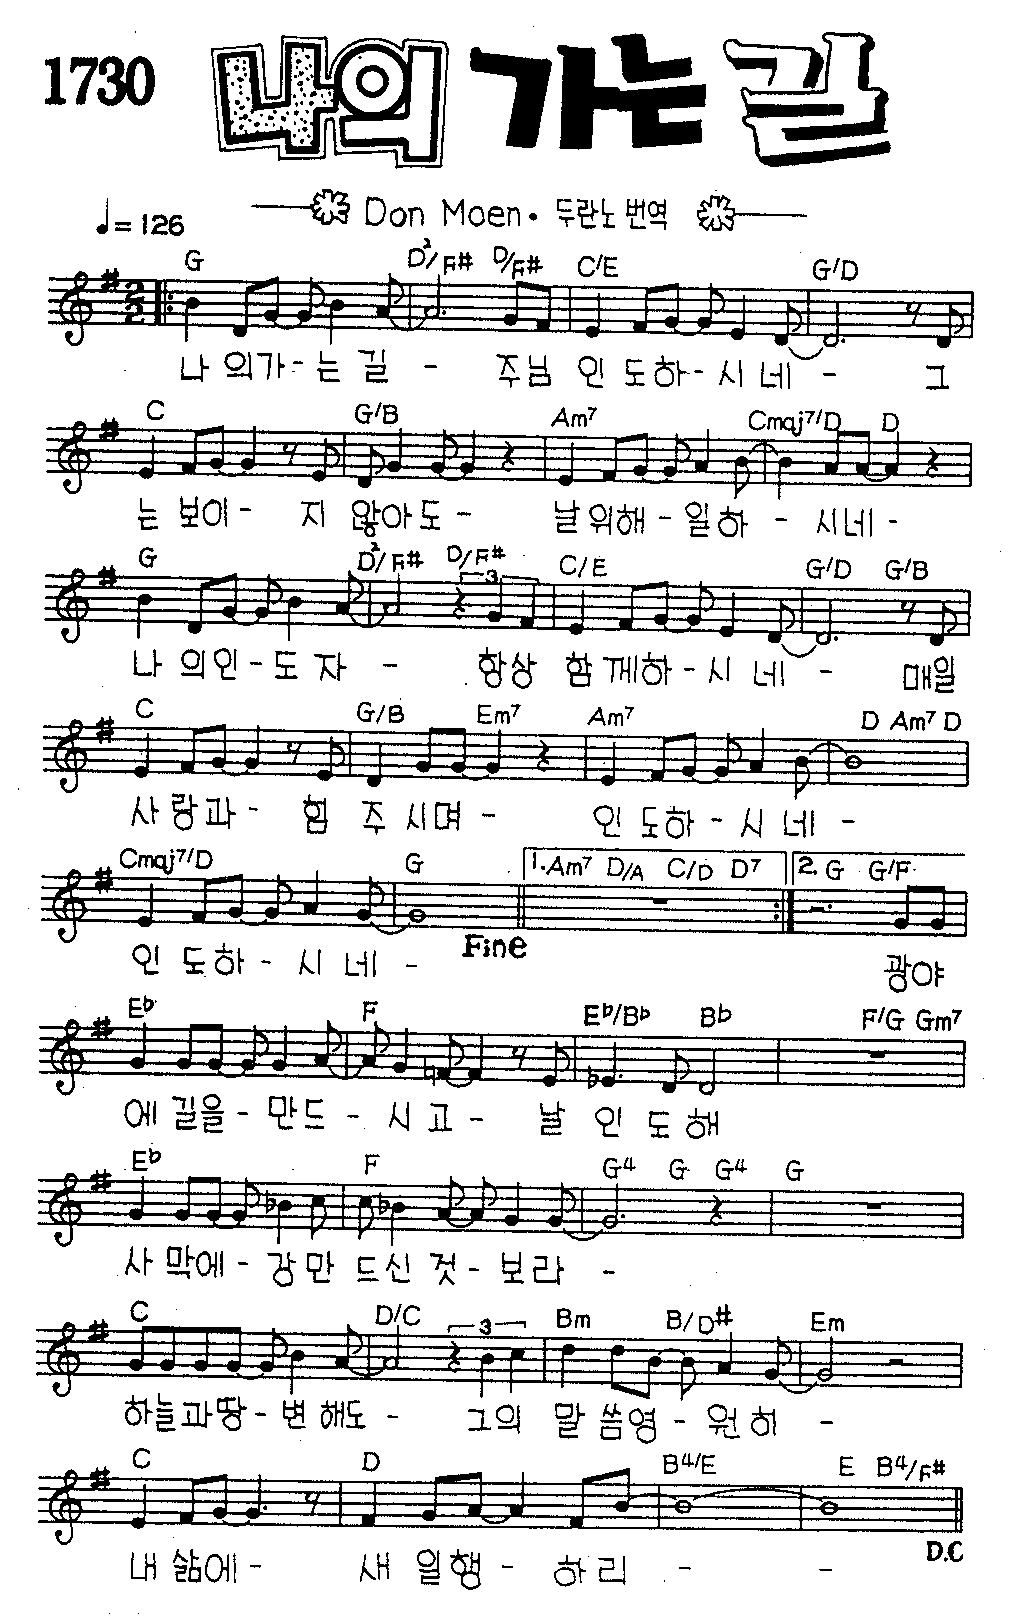 1730 나의 가는 길
Don Moen · 두란노 번역
♩= 126
G D²/F# D/F# C/E G/D
나 의가 - 는 길 - 주님 인 도하 - 시 네 - 그
C G/B Am7 Cmaj7/D D
는 보이 - 지 않아도 - 날위해 - 일하 - 시네 -
G D²/F# D/F# 3 C/E G/D G/B
나 의인 - 도 자 - 항상 함 께하 - 시 네 - 매일
C G/B Em7 Am7 D Am7 D
사 랑과 - 힘 주 시며 - 인 도하 - 시 네 -
Cmaj7/D G 1. Am7 D/A C/D D7 2. G G/F
Fine
인 도하 - 시 네 - 광야
E♭ F E♭/B♭ B♭ F/G Gm7
에 길을 - 만드 - 시 고 - 날 인 도 해
E♭ F G4 G G4 G
사 막에 - 강만 드신 것 - 보라 -
C D/C 3 Bm B/D# Em
하늘과땅 - 변 해도 - 그의 말 씀영 - 원 히 -
C D B4/E E B4/F#
D.C
내 삶에 - 새 일행 - 하리 - -